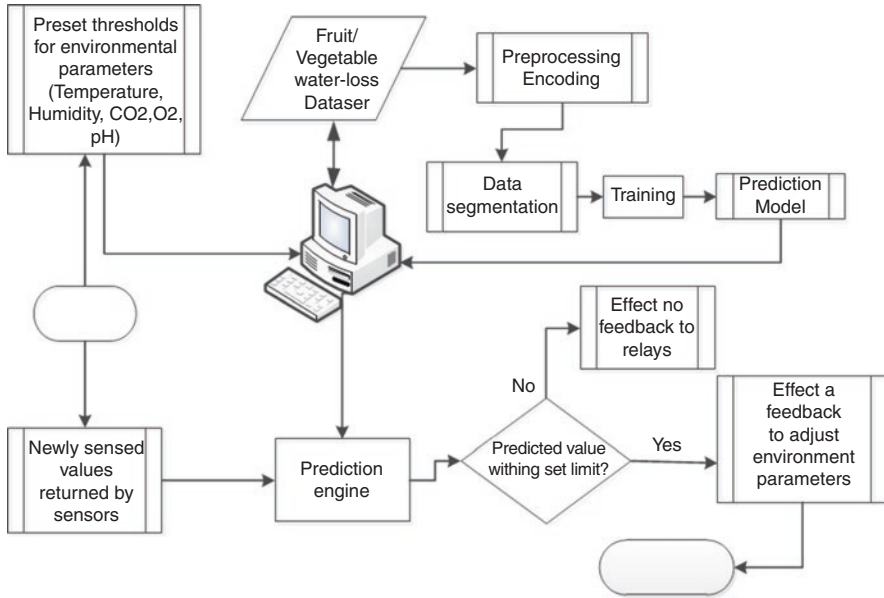 Preset thresholds
for environmental
parameters
(Temperature,
Humidity, CO2,O2,
pH)
Fruit/
Vegetable
water-loss
Dataser
Preprocessing
Encoding
Data
segmentation
Training
Prediction
Model
Effect no
feedback to
relays
No
Newly sensed
values
returned by
sensors
Prediction
engine
Predicted value
withing set limit?
Yes
Effect a
feedback
to adjust
environment
parameters